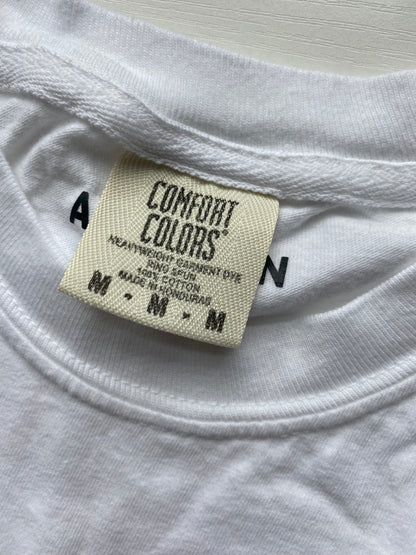 COMFORT
COLORS®
HEAVYWEIGHT GARMENT DYE
RING SPUN
100% COTTON
MADE IN HONDURAS
M - M - M
A N